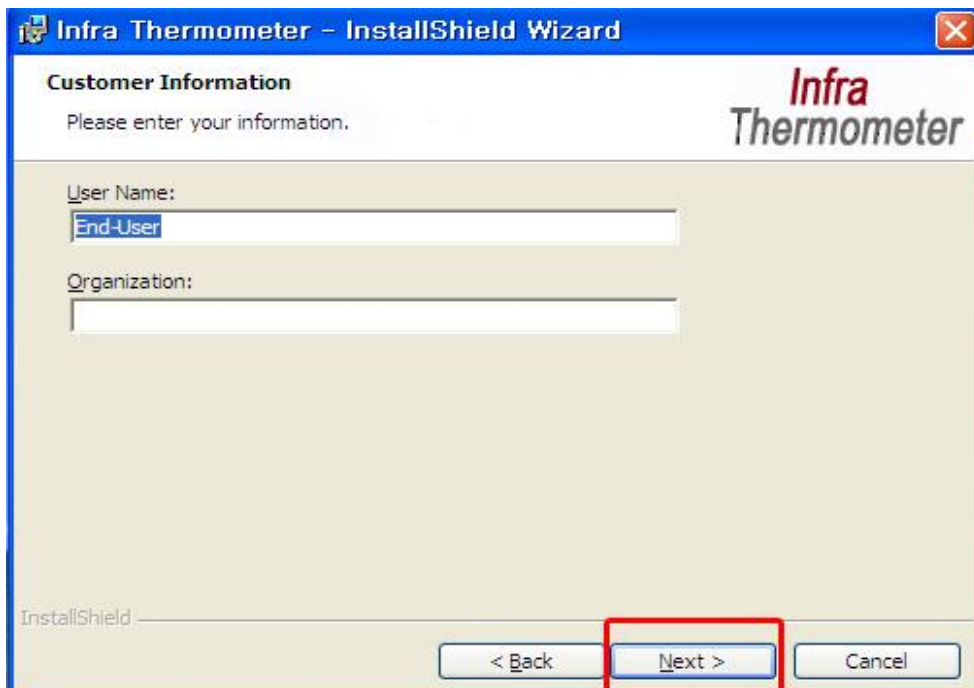 Infra Thermometer - InstallShield Wizard
Customer Information
Please enter your information.
Infra
Thermometer
User Name:
End-User
Organization:
InstallShield
< Back
Next >
Cancel